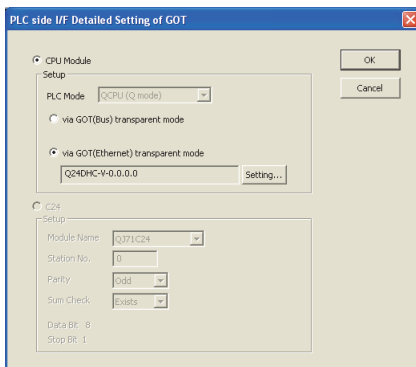 PLC side I/F Detailed Setting of GOT
CPU Module
OK
Setup
Cancel
PLC Mode QCPU (Q mode)
via GOT(Bus) transparent mode
via GOT(Ethernet) transparent mode
Q24DHC-V-0.0.0.0 Setting...
C24
Setup
Module Name QJ71C24
Station No. 0
Parity Odd
Sum Check Exists
Data Bit 8
Stop Bit 1